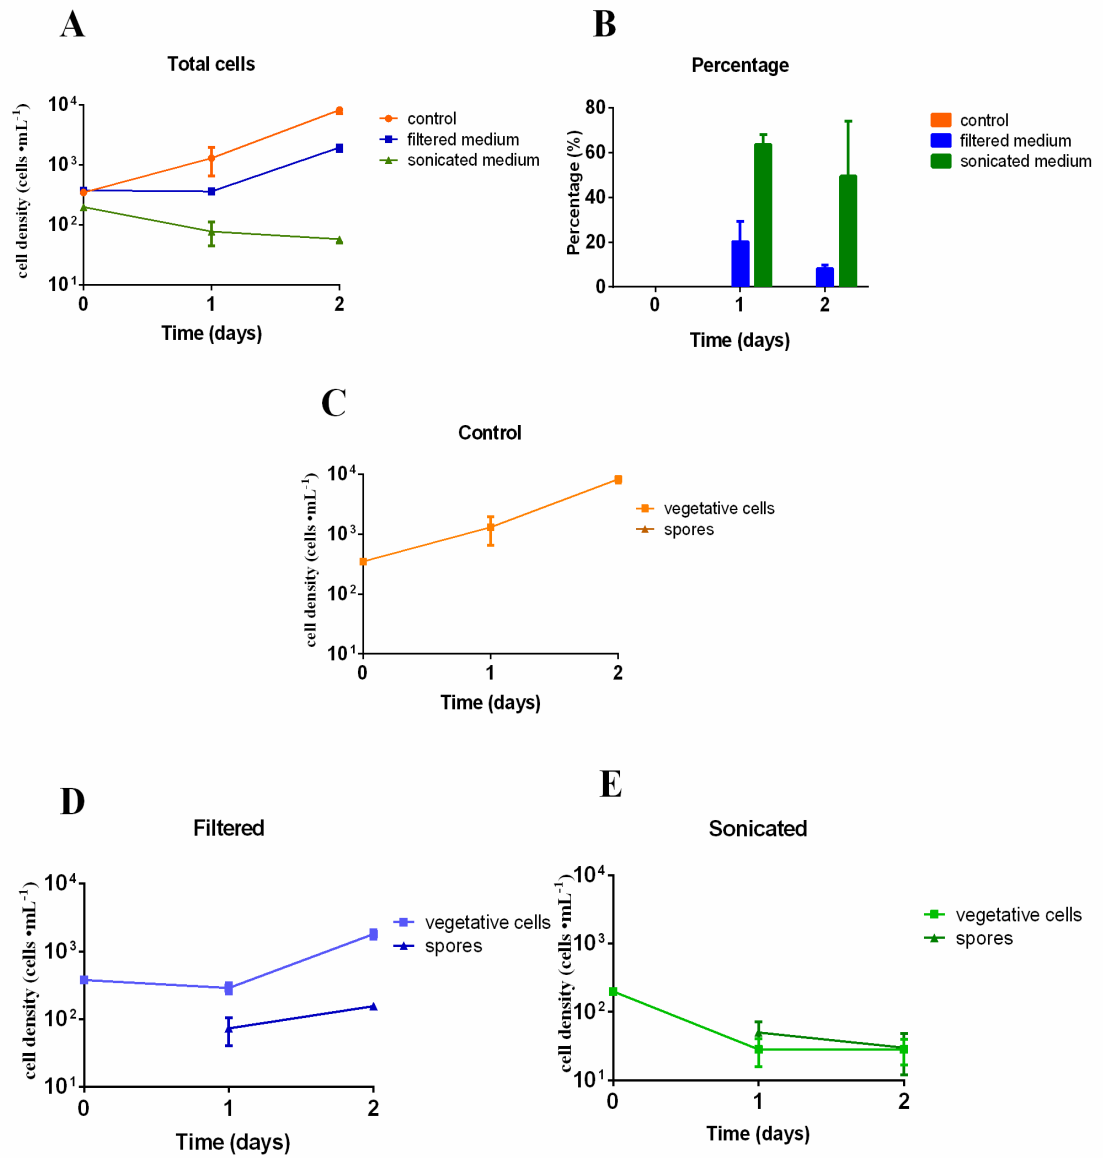 A
Total cells
cell density (cells •mL⁻¹)
10⁴
10³
10²
10¹
0
1
2
Time (days)
control
filtered medium
sonicated medium
B
Percentage
Percentage (%)
80
60
40
20
0
0
1
2
Time (days)
control
filtered medium
sonicated medium
C
Control
cell density (cells •mL⁻¹)
10⁴
10³
10²
10¹
0
1
2
Time (days)
vegetative cells
spores
D
Filtered
cell density (cells •mL⁻¹)
10⁴
10³
10²
10¹
0
1
2
Time (days)
vegetative cells
spores
E
Sonicated
cell density (cells •mL⁻¹)
10⁴
10³
10²
10¹
0
1
2
Time (days)
vegetative cells
spores